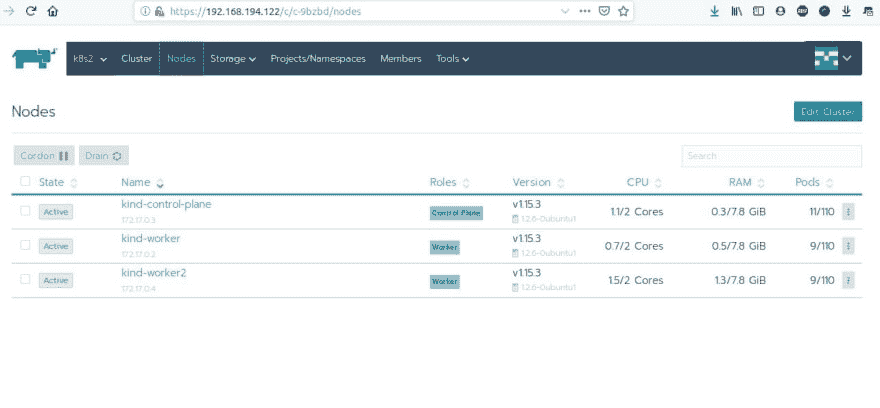 https://192.168.194.122/c/c-9bzbd/nodes
k8s2 Cluster Nodes Storage Projects/Namespaces Members Tools
Nodes
Edit Cluster
Cordon Drain
Search
State Name Roles Version CPU RAM Pods
Active kind-control-plane Control Plane v1.15.3 1.1/2 Cores 0.3/7.8 GiB 11/110
172.17.0.3 1.2.6-0ubuntu1
Active kind-worker Worker v1.15.3 0.7/2 Cores 0.5/7.8 GiB 9/110
172.17.0.2 1.2.6-0ubuntu1
Active kind-worker2 Worker v1.15.3 1.5/2 Cores 1.3/7.8 GiB 9/110
172.17.0.4 1.2.6-0ubuntu1